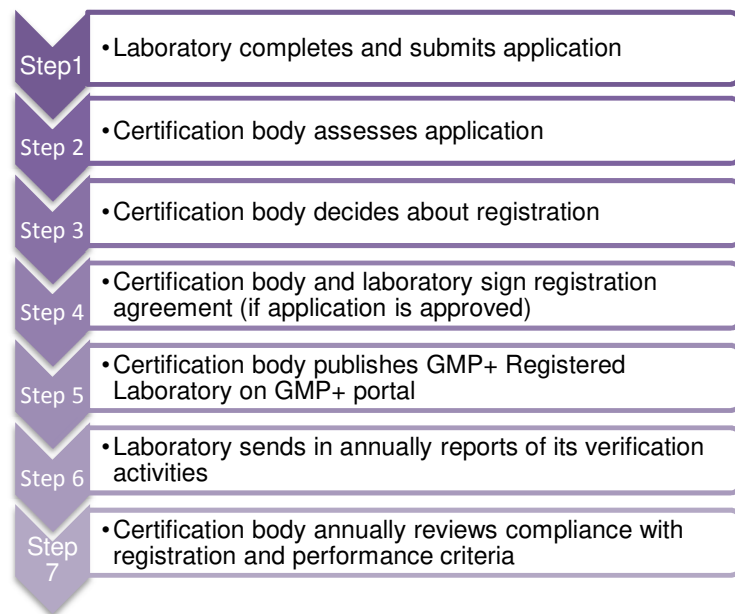 Step1
•Laboratory completes and submits application
Step 2
•Certification body assesses application
Step 3
•Certification body decides about registration
Step 4
•Certification body and laboratory sign registration
agreement (if application is approved)
Step 5
•Certification body publishes GMP+ Registered
Laboratory on GMP+ portal
Step 6
•Laboratory sends in annually reports of its verification
activities
Step
7
•Certification body annually reviews compliance with
registration and performance criteria